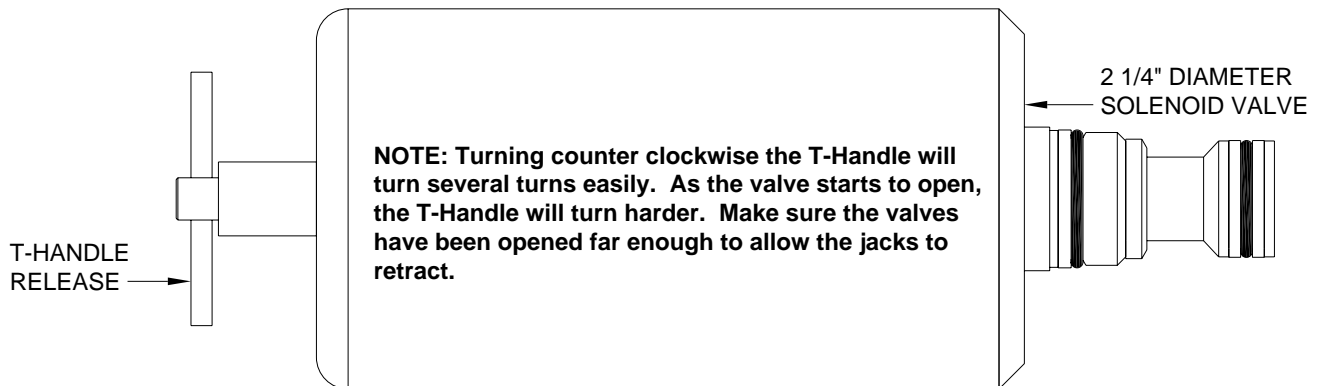 2 1/4" DIAMETER
SOLENOID VALVE
NOTE: Turning counter clockwise the T-Handle will
turn several turns easily.  As the valve starts to open,
the T-Handle will turn harder.  Make sure the valves
have been opened far enough to allow the jacks to
retract.
T-HANDLE
RELEASE